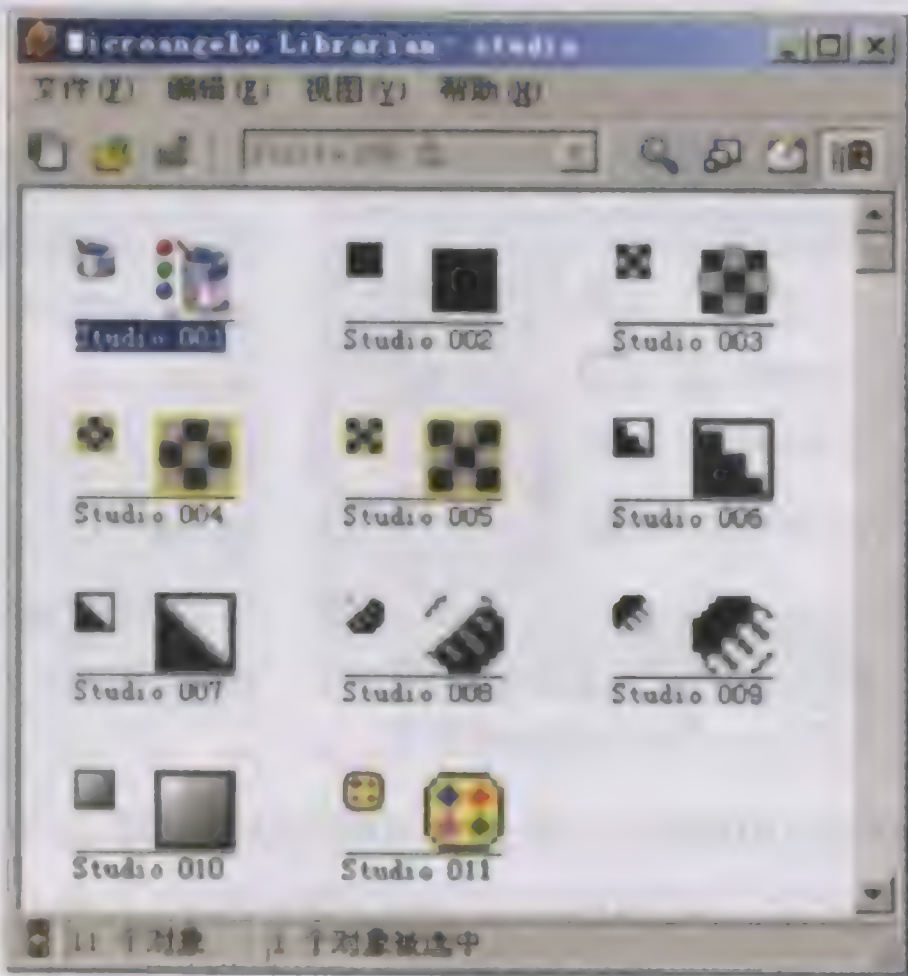 Microangelo Librarian - studio
文件(F) 编辑(E) 视图(V) 帮助(H)
Studio 001 Studio 002 Studio 003
Studio 004 Studio 005 Studio 006
Studio 007 Studio 008 Studio 009
Studio 010 Studio 011
11 个对象 1 个对象被选中